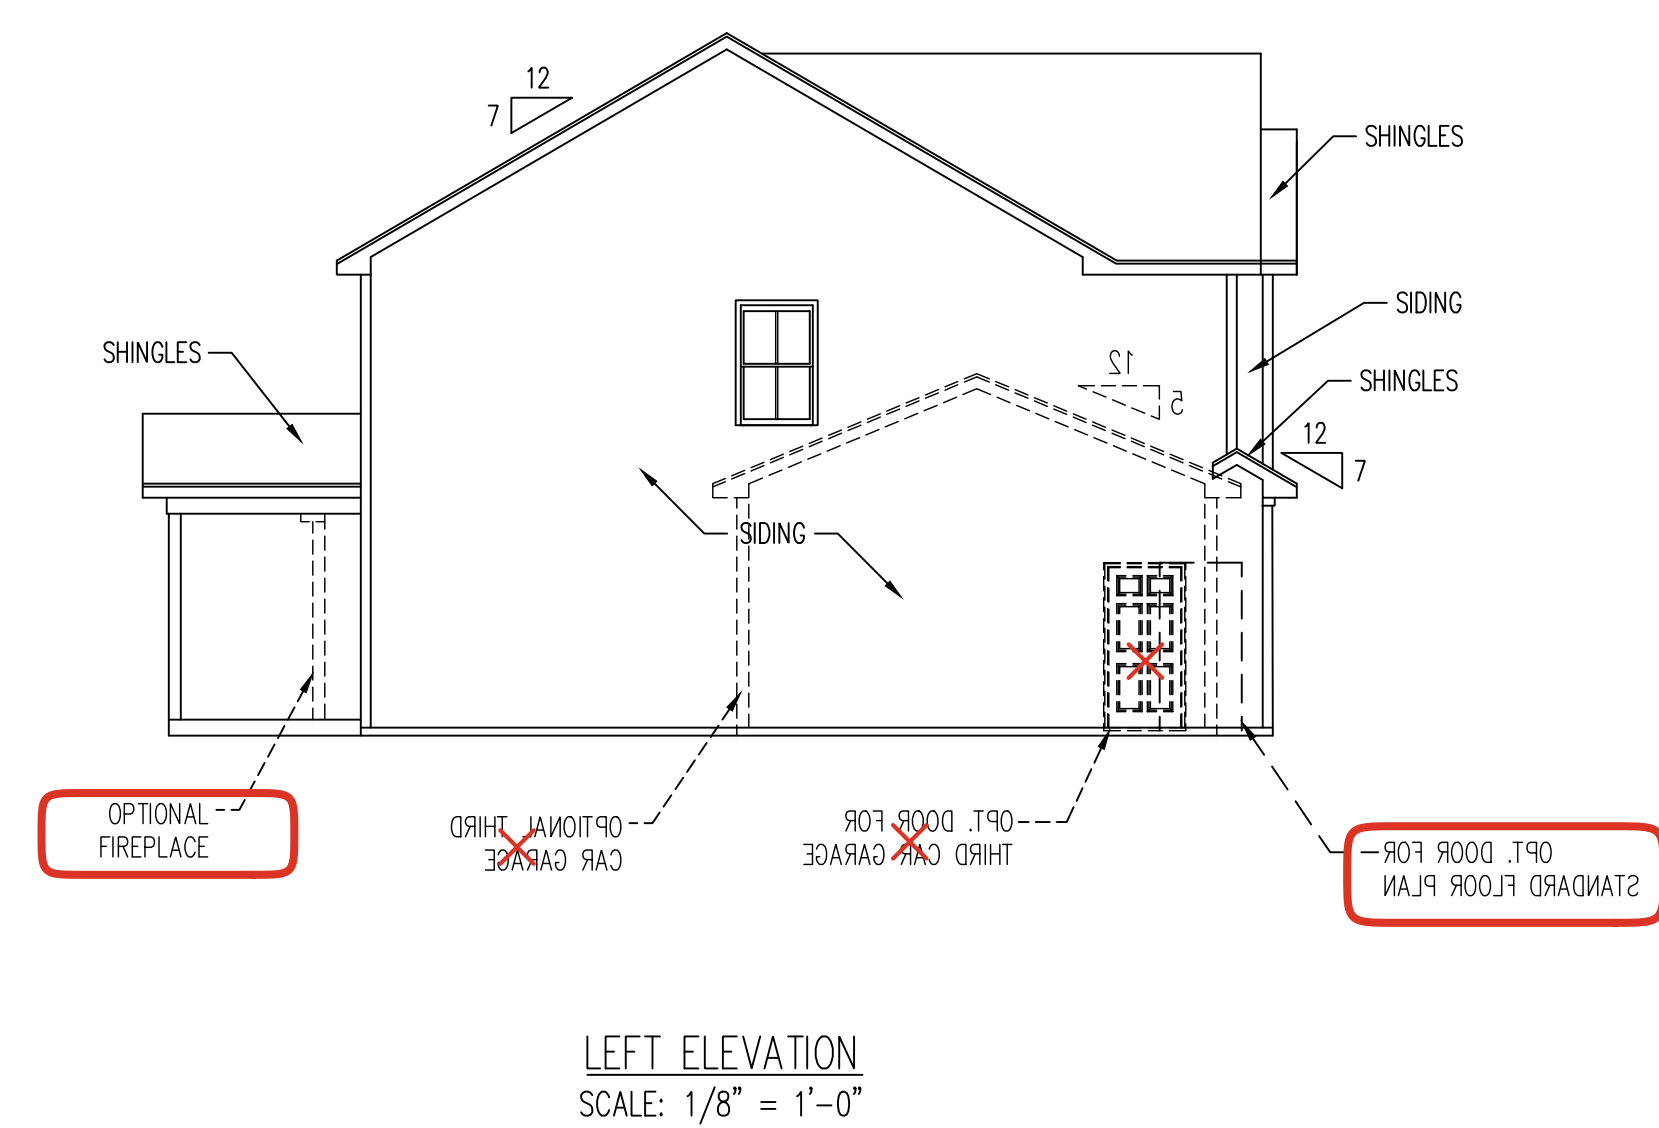 12
7
SHINGLES
SIDING
12
5
SHINGLES
SHINGLES
12
7
SIDING
OPTIONAL
FIREPLACE
OPTIONAL THIRD
CAR GARAGE
OPT. DOOR FOR
THIRD CAR GARAGE
OPT. DOOR FOR
STANDARD FLOOR PLAN
LEFT ELEVATION
SCALE: 1/8" = 1'-0"